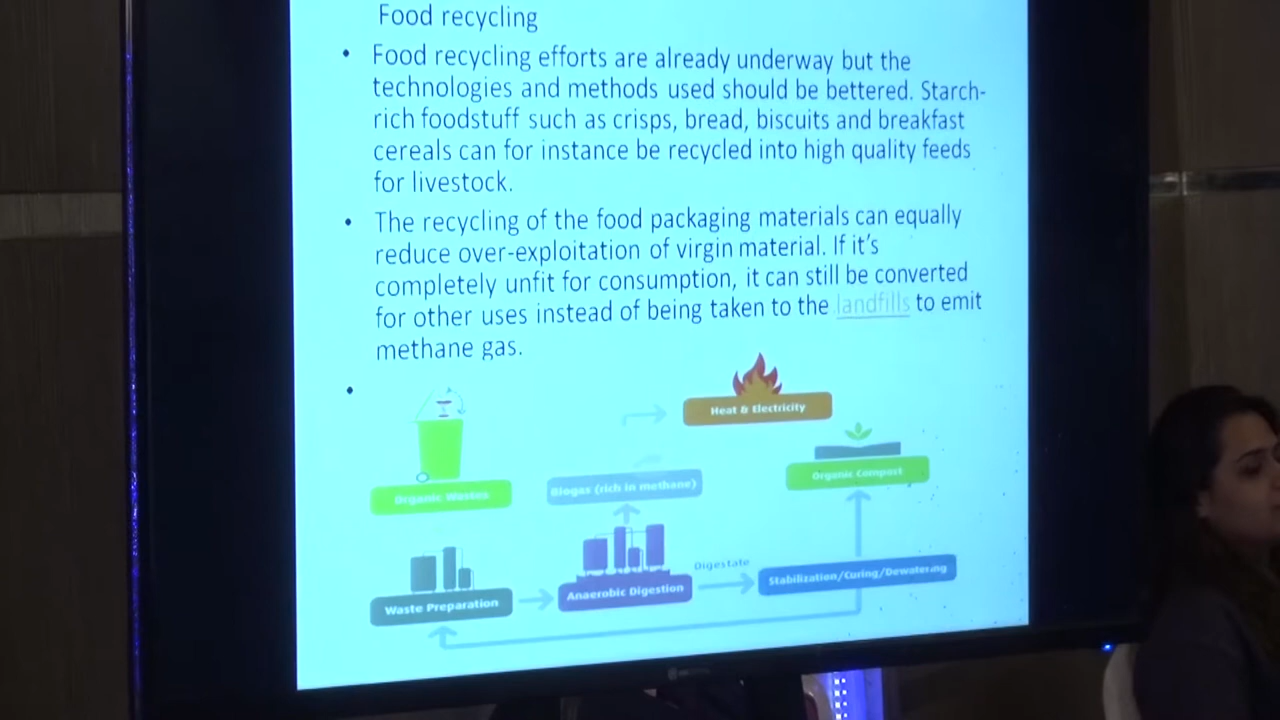 Food recycling
• Food recycling efforts are already underway but the
technologies and methods used should be bettered. Starch-
rich foodstuff such as crisps, bread, biscuits and breakfast
cereals can for instance be recycled into high quality feeds
for livestock.
• The recycling of the food packaging materials can equally
reduce over-exploitation of virgin material. If it's
completely unfit for consumption, it can still be converted
for other uses instead of being taken to the landfills to emit
methane gas.
•
Heat & Electricity
Organic Wastes
Biogas (rich in methane)
Organic Compost
Waste Preparation
Anaerobic Digestion
Digestate
Stabilization/Curing/Dewatering